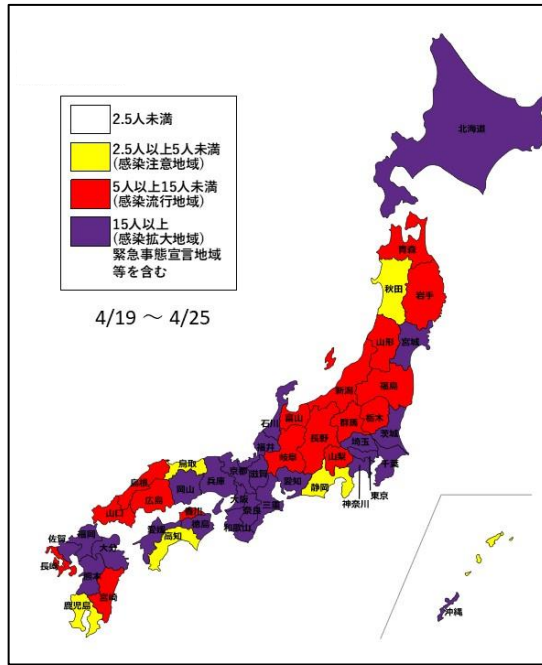 2.5人未満
2.5人以上5人未満
(感染注意地域)
5人以上15人未満
(感染流行地域)
15人以上
(感染拡大地域)
緊急事態宣言地域
等を含む
4/19 ～ 4/25
北海道
青森
秋田
岩手
山形
宮城
新潟
福島
石川
富山
群馬
栃木
福井
長野
埼玉
茨城
岐阜
山梨
千葉
鳥取
京都
滋賀
愛知
静岡
東京
島根
岡山
兵庫
神奈川
広島
大阪
奈良
三重
山口
香川
和歌山
徳島
愛媛
高知
佐賀
福岡
長崎
大分
熊本
宮崎
鹿児島
沖縄